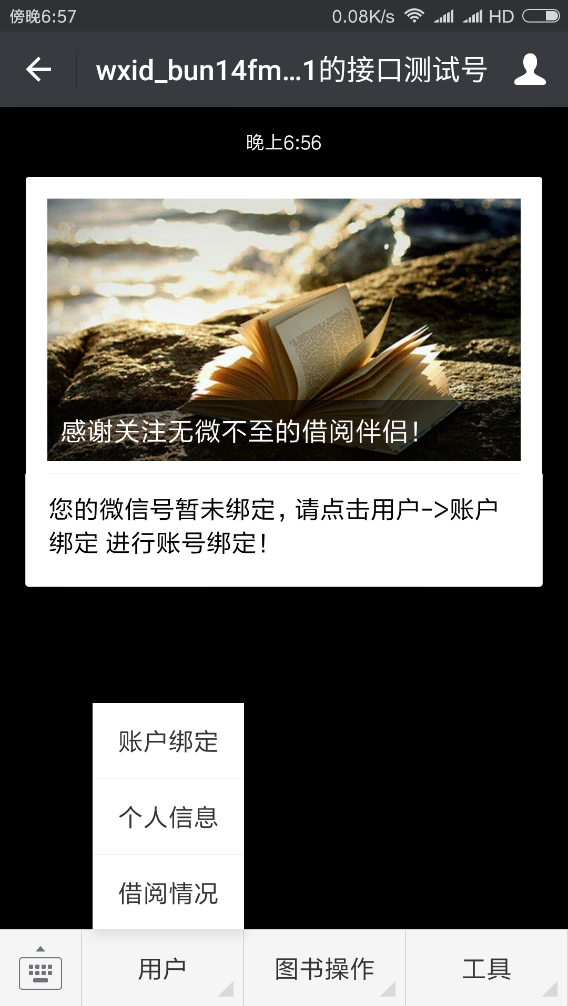 傍晚6:57
0.08K/s
HD
wxid_bun14fm...1的接口测试号
晚上6:56
感谢关注无微不至的借阅伴侣！
您的微信号暂未绑定，请点击用户->账户
绑定 进行账号绑定！
账户绑定
个人信息
借阅情况
用户
图书操作
工具